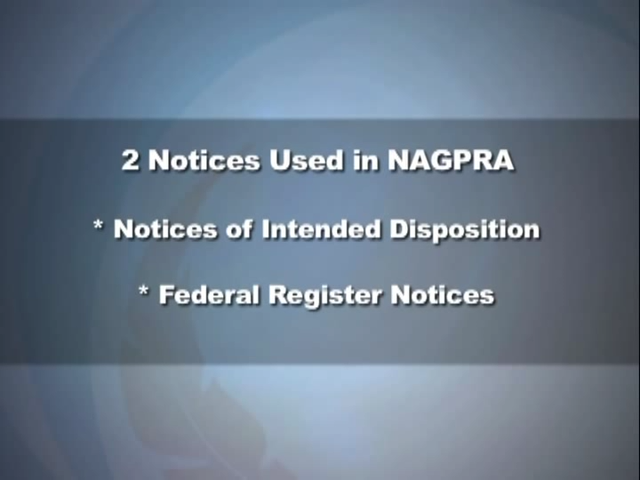 2 Notices Used in NAGPRA
* Notices of Intended Disposition
* Federal Register Notices